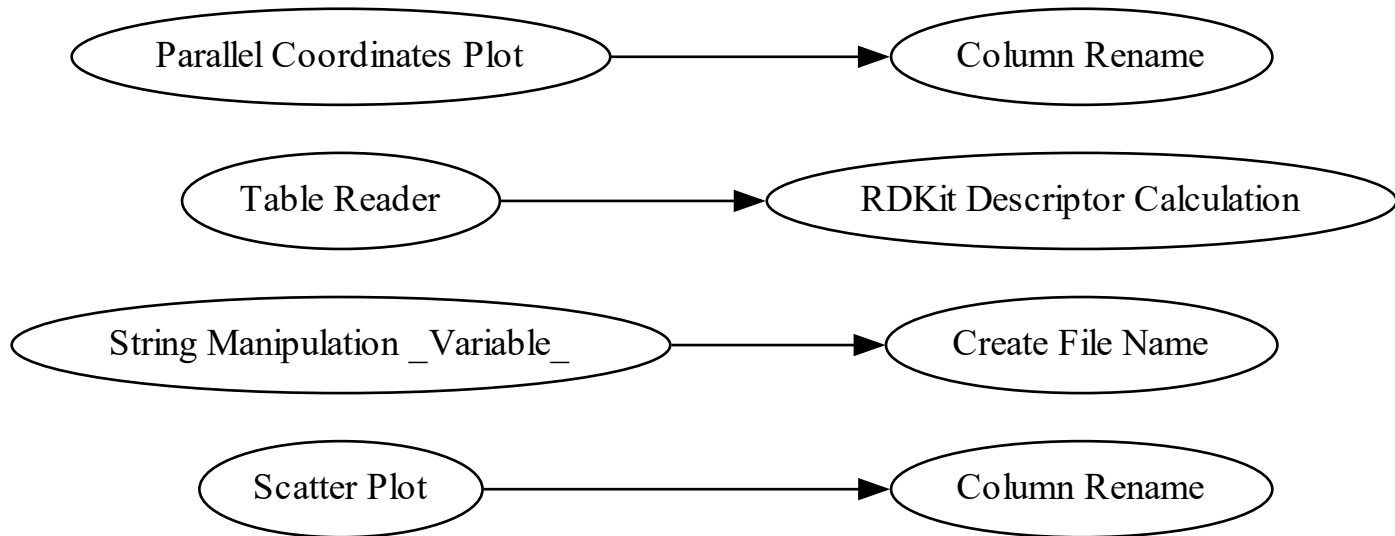 Parallel Coordinates Plot
Column Rename
Table Reader
RDKit Descriptor Calculation
String Manipulation _Variable_
Create File Name
Scatter Plot
Column Rename